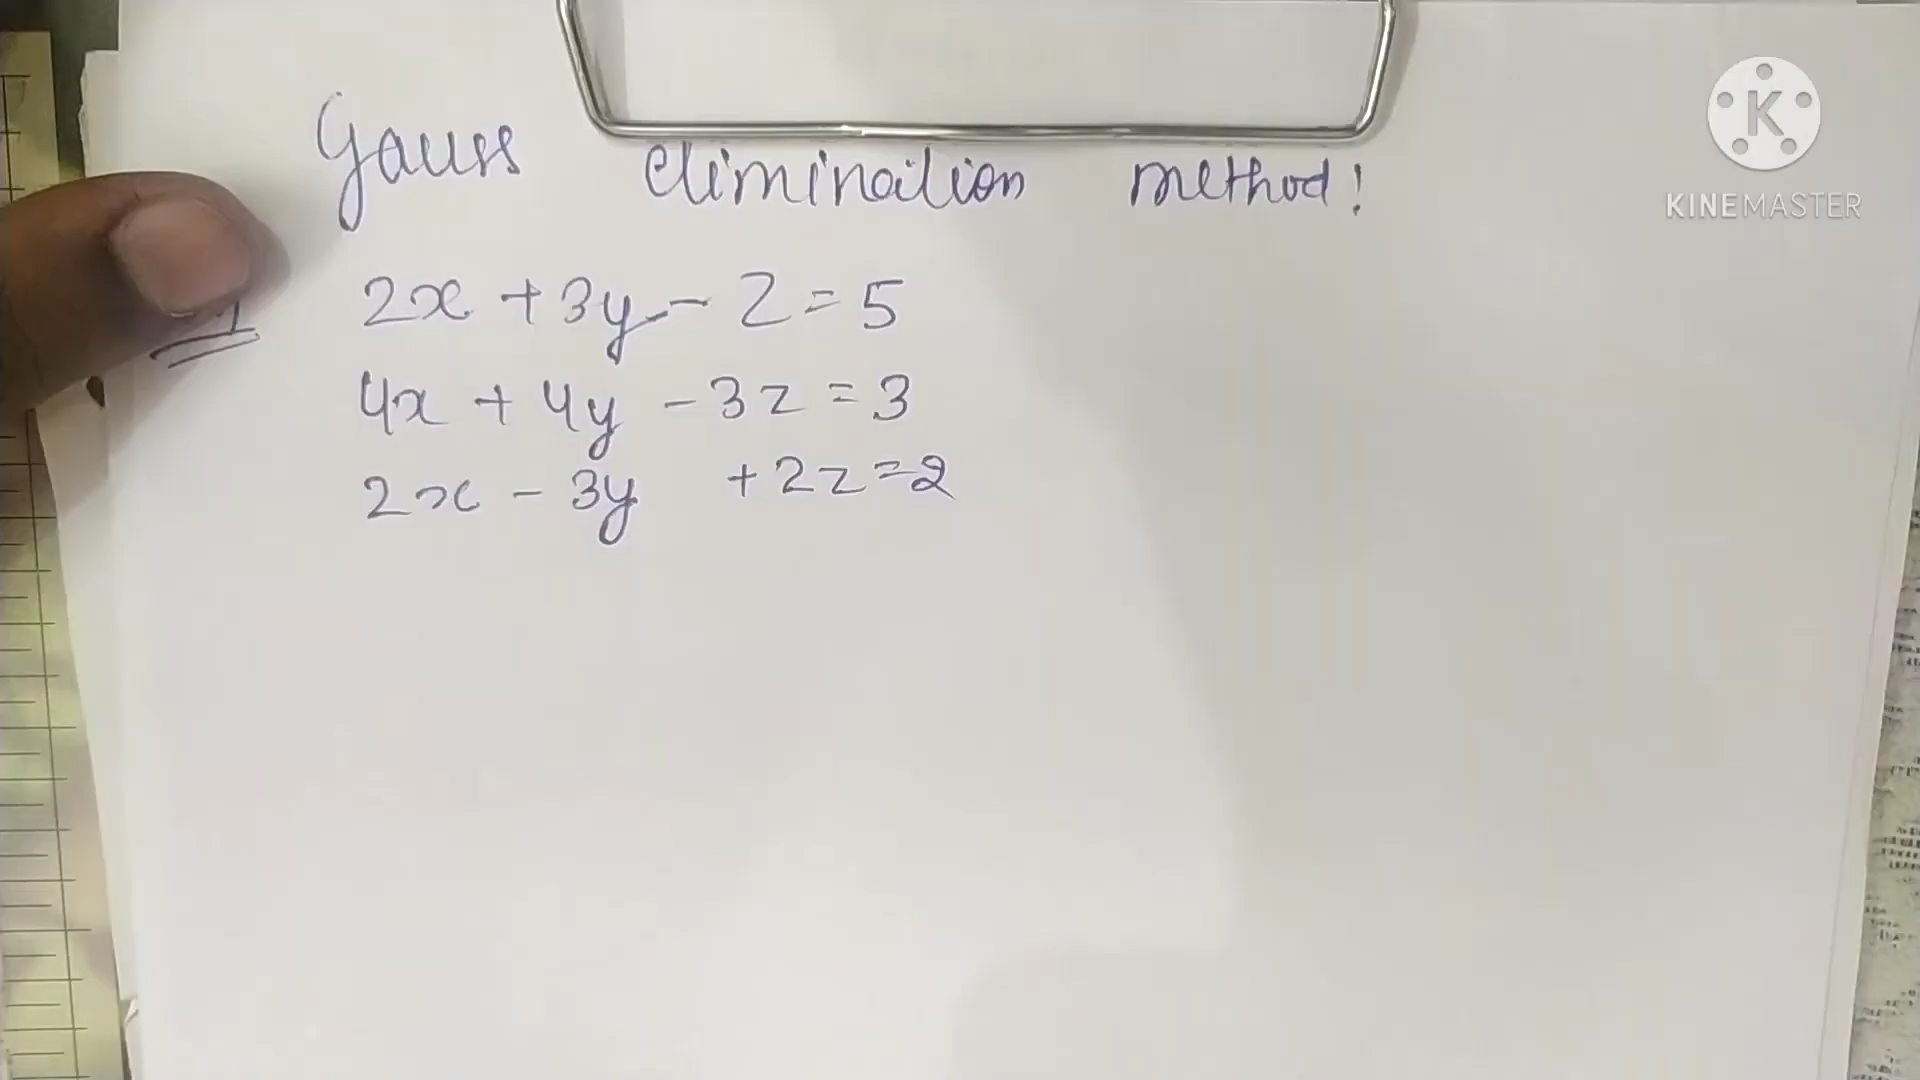 Gauss elimination method!
2x + 3y - Z = 5
4x + 4y - 3z = 3
2x - 3y + 2z = 2
K
KINEMASTER